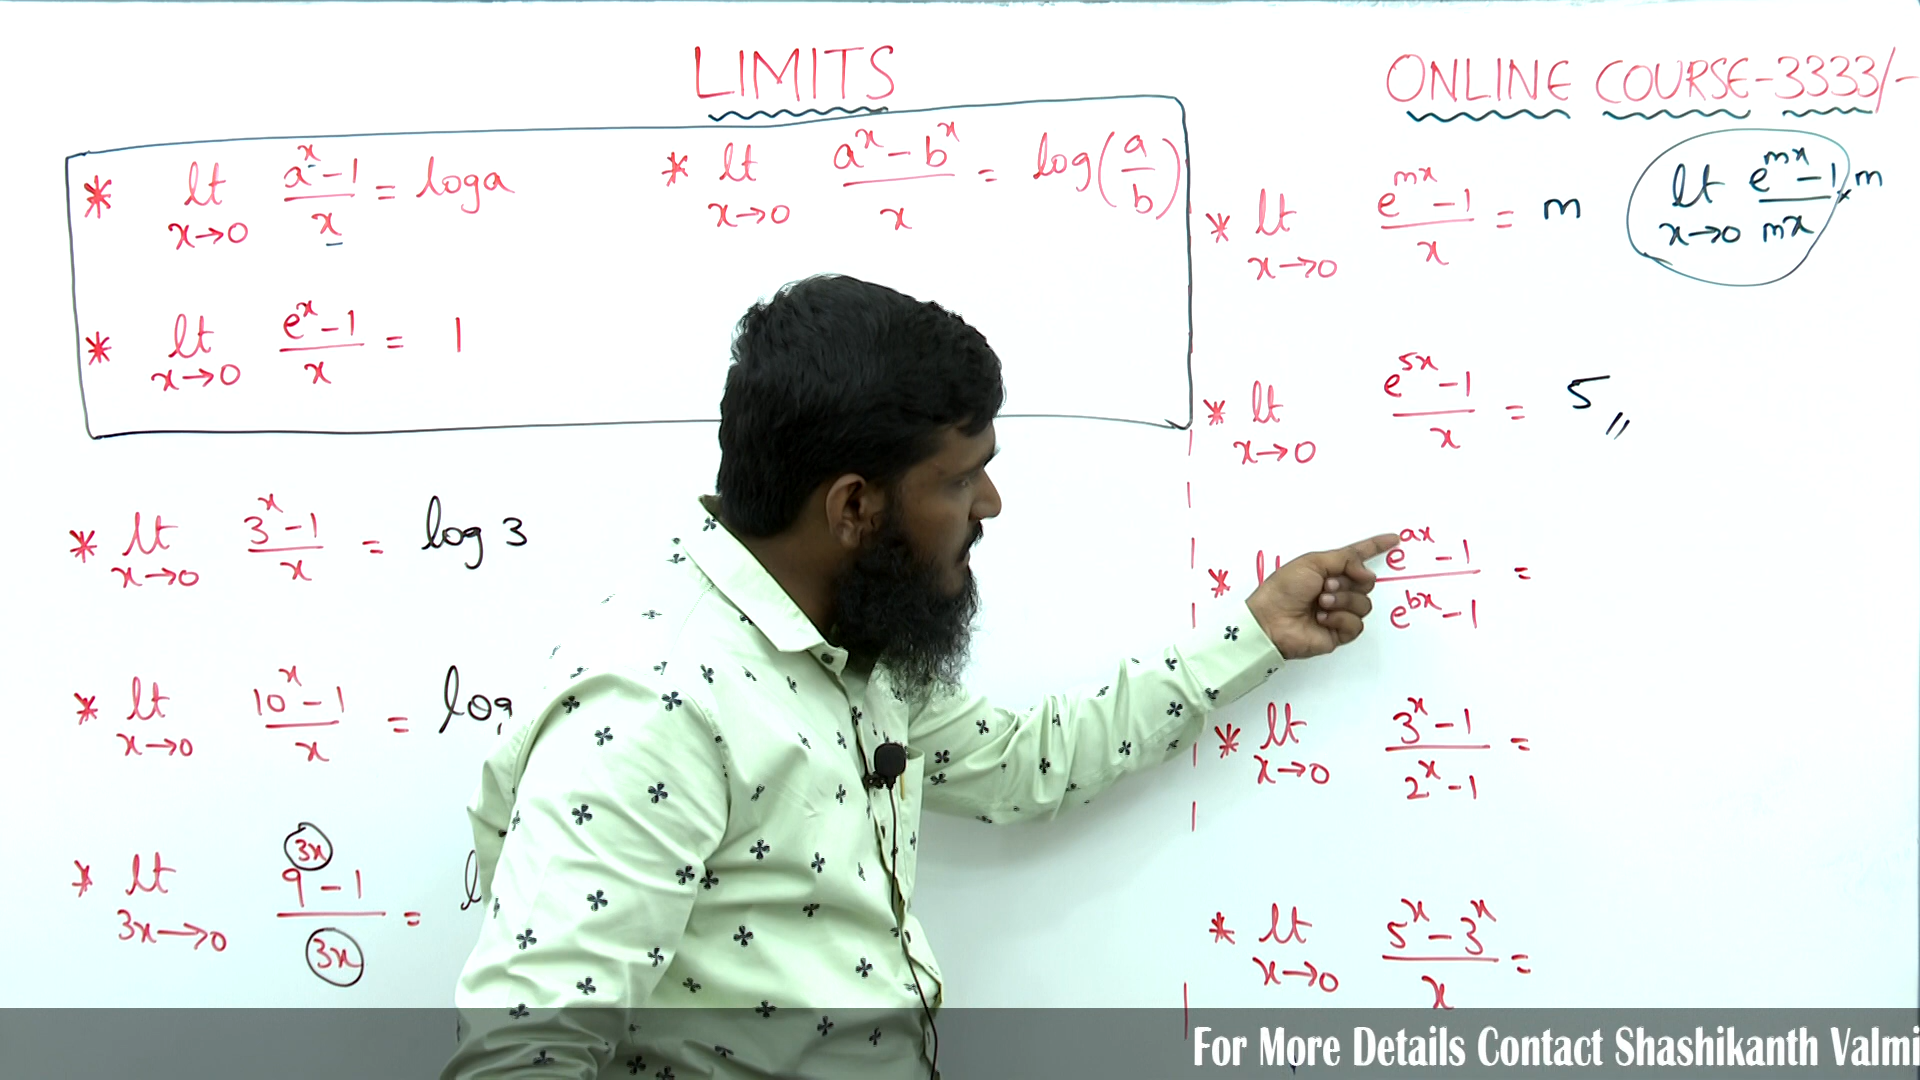 LIMITS
ONLINE COURSE-3333/-
* lt x→0 (a^x - 1)/x = log a
* lt x→0 (a^x - b^x)/x = log(a/b)
* lt x→0 (e^x - 1)/x = 1
* lt x→0 (3^x - 1)/x = log 3
* lt x→0 (10^x - 1)/x = log
* lt 3x→0 (9^3x - 1)/3x =
* lt x→0 (e^mx - 1)/x = m
lt x→0 (e^mx - 1)/mx × m
* lt x→0 (e^5x - 1)/x = 5,,
* (e^ax - 1)/(e^bx - 1) =
* lt x→0 (3^x - 1)/(2^x - 1) =
* lt x→0 (5^x - 3^x)/x =
For More Details Contact Shashikanth Valmi